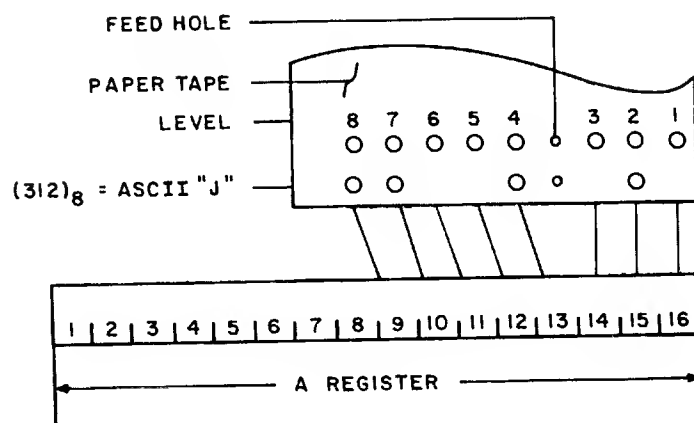 FEED HOLE
PAPER TAPE
LEVEL
8 7 6 5 4 3 2 1
(312)8 = ASCII "J"
1 2 3 4 5 6 7 8 9 10 11 12 13 14 15 16
A REGISTER